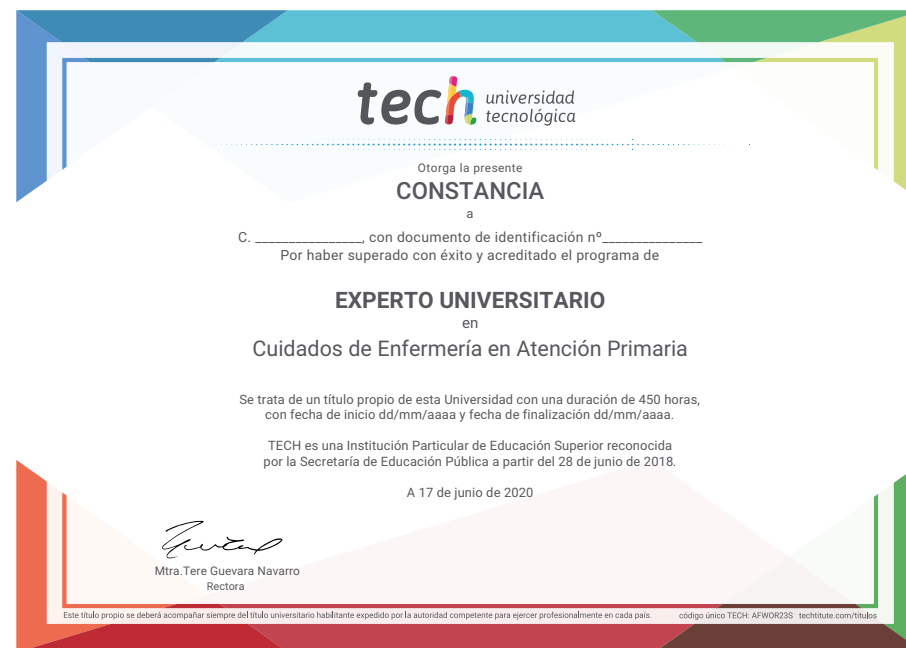 tech universidad
tecnológica
Otorga la presente
CONSTANCIA
a
C. ________________, con documento de identificación nº_______________
Por haber superado con éxito y acreditado el programa de
EXPERTO UNIVERSITARIO
en
Cuidados de Enfermería en Atención Primaria
Se trata de un título propio de esta Universidad con una duración de 450 horas,
con fecha de inicio dd/mm/aaaa y fecha de finalización dd/mm/aaaa.
TECH es una Institución Particular de Educación Superior reconocida
por la Secretaría de Educación Pública a partir del 28 de junio de 2018.
A 17 de junio de 2020
Mtra.Tere Guevara Navarro
Rectora
Este título propio se deberá acompañar siempre del título universitario habilitante expedido por la autoridad competente para ejercer profesionalmente en cada país. código único TECH: AFWOR23S techtitute.com/titulos